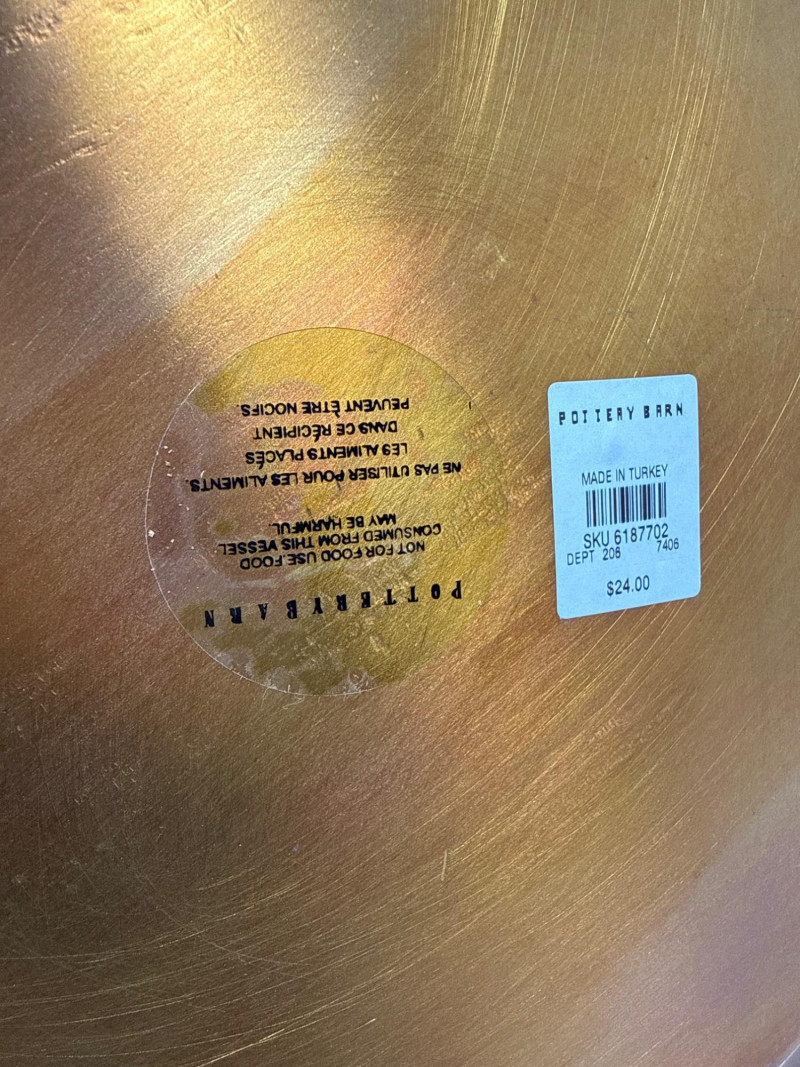 POTTERYBARN
NOT FOR FOOD USE.FOOD
CONSUMED FROM THIS VESSEL
MAY BE HARMFUL.
NE PAS UTILISER POUR LES ALIMENTS.
LES ALIMENTS PLACÉS
DANS CE RÉCIPIENT
PEUVENT ÊTRE NOCIFS.
POTTERY BARN
MADE IN TURKEY
SKU 6187702
DEPT 206 7406
$24.00